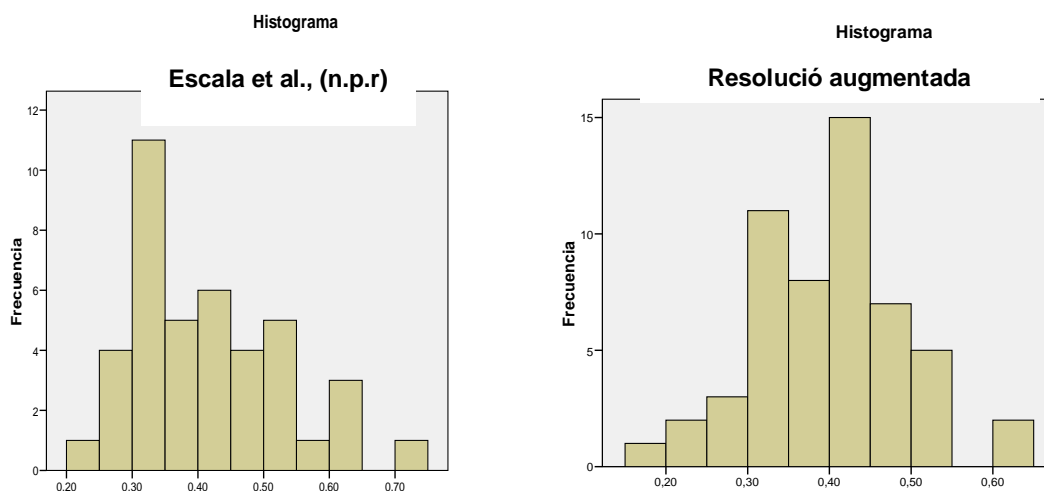 Histograma
Escala et al., (n.p.r)
Frecuencia
12
10
8
6
4
2
0
0.20 0.30 0.40 0.50 0.60 0.70
Histograma
Resolució augmentada
Frecuencia
15
10
5
0
0,20 0,30 0,40 0,50 0,60